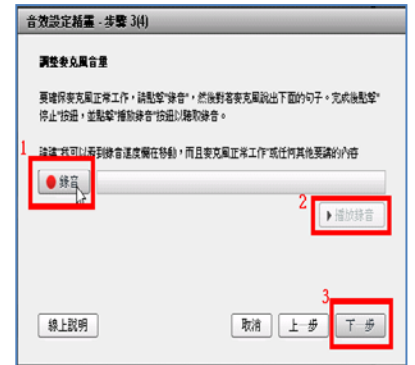 音效設定精靈 - 步驟 3(4)
調整麥克風音量
要確保麥克風正常工作，請點擊"錄音"，然後對著麥克風說出下面的句子。完成後點擊"
停止"按鈕，並點擊"播放錄音"按鈕以聽取錄音。
1
請讀"我可以看到錄音進度欄在移動，而且麥克風正常工作"或任何其他要講的內容
錄音
2
播放錄音
3
線上說明
取消
上一步
下一步